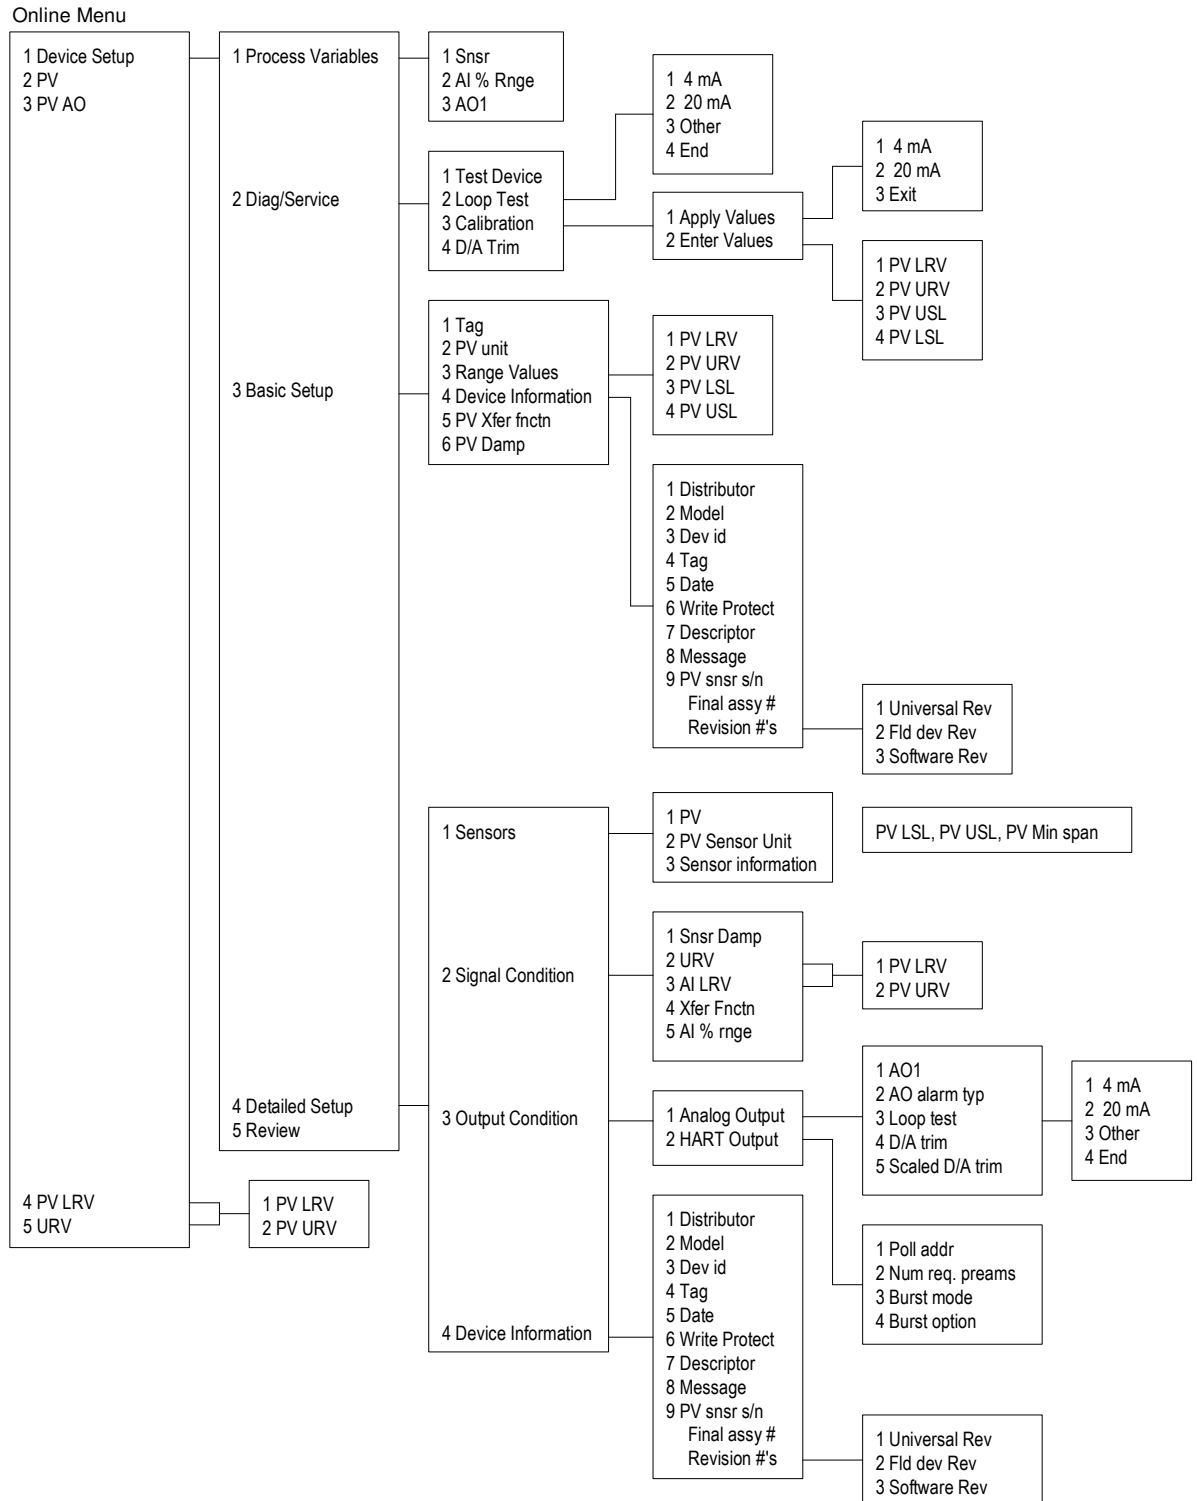 Online Menu
1 Device Setup
2 PV
3 PV AO
4 PV LRV
5 URV
1 PV LRV
2 PV URV
1 Process Variables
2 Diag/Service
3 Basic Setup
4 Detailed Setup
5 Review
1 Snsr
2 AI % Rnge
3 AO1
1 Test Device
2 Loop Test
3 Calibration
4 D/A Trim
1 4 mA
2 20 mA
3 Other
4 End
1 Apply Values
2 Enter Values
1 4 mA
2 20 mA
3 Exit
1 PV LRV
2 PV URV
3 PV USL
4 PV LSL
1 Tag
2 PV unit
3 Range Values
4 Device Information
5 PV Xfer fnctn
6 PV Damp
1 PV LRV
2 PV URV
3 PV LSL
4 PV USL
1 Distributor
2 Model
3 Dev id
4 Tag
5 Date
6 Write Protect
7 Descriptor
8 Message
9 PV snsr s/n
Final assy #
Revision #'s
1 Universal Rev
2 Fld dev Rev
3 Software Rev
1 Sensors
2 Signal Condition
3 Output Condition
4 Device Information
1 PV
2 PV Sensor Unit
3 Sensor information
PV LSL, PV USL, PV Min span
1 Snsr Damp
2 URV
3 AI LRV
4 Xfer Fnctn
5 AI % rnge
1 PV LRV
2 PV URV
1 Analog Output
2 HART Output
1 AO1
2 AO alarm typ
3 Loop test
4 D/A trim
5 Scaled D/A trim
1 4 mA
2 20 mA
3 Other
4 End
1 Poll addr
2 Num req. preams
3 Burst mode
4 Burst option
1 Distributor
2 Model
3 Dev id
4 Tag
5 Date
6 Write Protect
7 Descriptor
8 Message
9 PV snsr s/n
Final assy #
Revision #'s
1 Universal Rev
2 Fld dev Rev
3 Software Rev